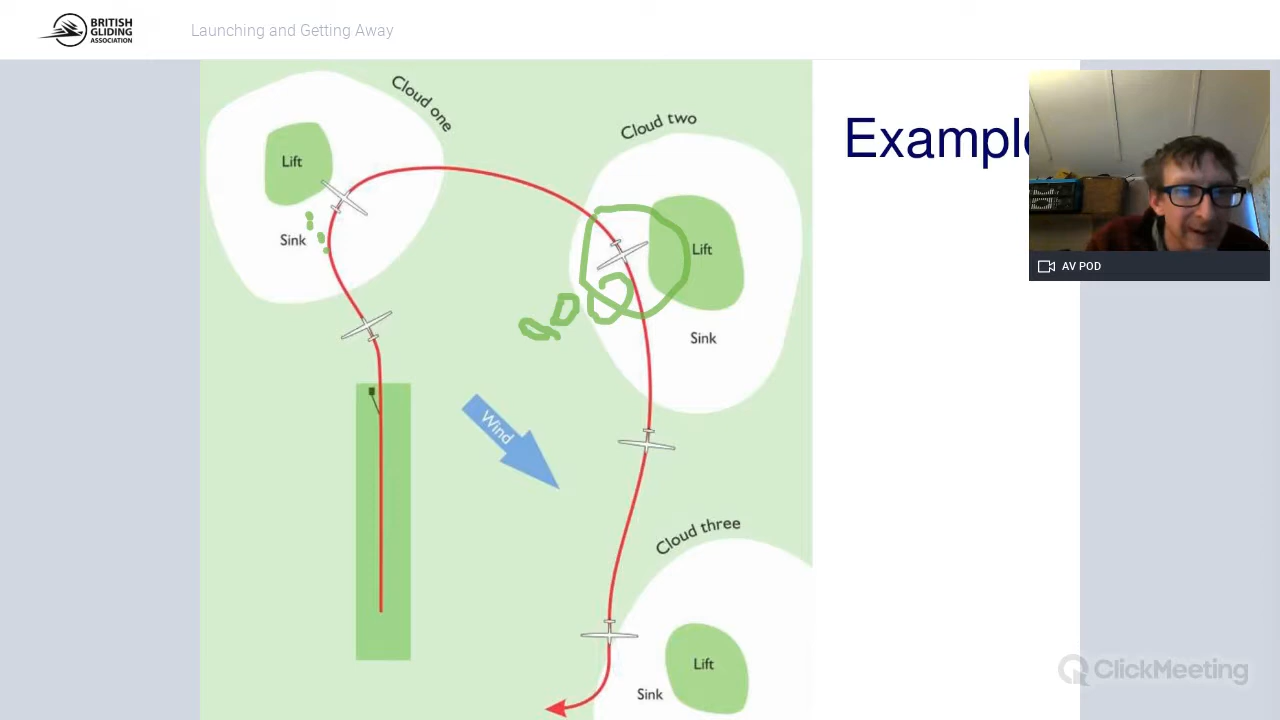 BRITISH
GLIDING
ASSOCIATION
Launching and Getting Away
Cloud one
Cloud two
Example
Lift
Sink
Lift
Sink
AV POD
Wind
Cloud three
Lift
Sink
ClickMeeting